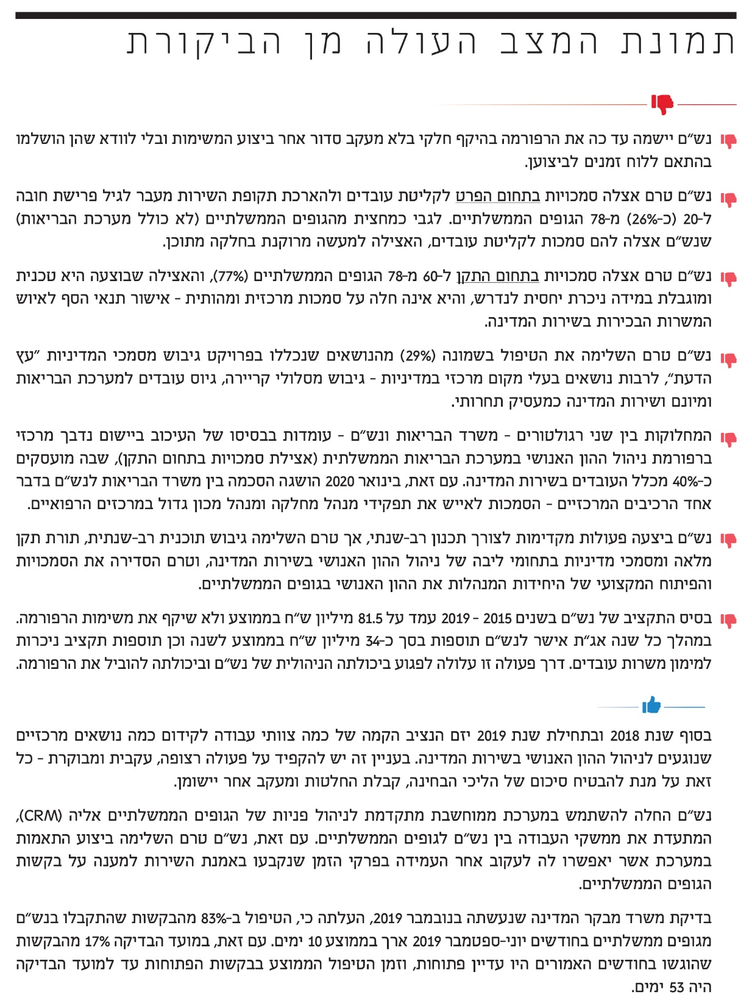 תמונת המצב העולה מן הביקורת
נש"ם יישמה עד כה את הרפורמה בהיקף חלקי בלא מעקב סדור אחר ביצוע המשימות ובלי לוודא שהן הושלמו
בהתאם ללוח זמנים לביצוען.
נש"ם טרם אצלה סמכויות בתחום הפרט לקליטת עובדים ולהארכת תקופת השירות מעבר לגיל פרישת חובה
ל-20 (כ-26%) מ-78 הגופים הממשלתיים. לגבי כמחצית מהגופים הממשלתיים (לא כולל מערכת הבריאות)
שנש"ם אצלה להם סמכות לקליטת עובדים, האצילה למעשה מרוקנת בחלקה מתוכן.
נש"ם טרם אצלה סמכויות בתחום התקן ל-60 מ-78 הגופים הממשלתיים (77%), והאצילה שבוצעה היא טכנית
ומוגבלת במידה ניכרת יחסית לנדרש, והיא אינה חלה על סמכות מרכזית ומהותית - אישור תנאי הסף לאיוש
המשרות הבכירות בשירות המדינה.
נש"ם טרם השלימה את הטיפול בשמונה (29%) מהנושאים שנכללו בפרויקט גיבוש מסמכי המדיניות "עץ
הדעת", לרבות נושאים בעלי מקום מרכזי במדיניות - גיבוש מסלולי קריירה, גיוס עובדים למערכת הבריאות
ומיונם ושירות המדינה כמעסיק תחרותי.
המחלוקות בין שני רגולטורים - משרד הבריאות ונש"ם - עומדות בבסיסו של העיכוב ביישום נדבך מרכזי
ברפורמת ניהול ההון האנושי במערכת הבריאות הממשלתית (אצילת סמכויות בתחום התקן), שבה מועסקים
כ-40% מכלל העובדים בשירות המדינה. עם זאת, בינואר 2020 הושגה הסכמה בין משרד הבריאות לנש"ם בדבר
אחד הרכיבים המרכזיים - הסמכות לאייש את תפקידי מנהל מחלקה ומנהל מכון גדול במרכזים הרפואיים.
נש"ם ביצעה פעולות מקדימות לצורך תכנון רב-שנתי, אך טרם השלימה גיבוש תוכנית רב-שנתית, תורת תקן
מלאה ומסמכי מדיניות בתחומי ליבה של ניהול ההון האנושי בשירות המדינה, וטרם הסדירה את הסמכויות
והפיתוח המקצועי של היחידות המנהלות את ההון האנושי בגופים הממשלתיים.
בסיס התקציב של נש"ם בשנים 2015 - 2019 עמד על 81.5 מיליון ש"ח בממוצע ולא שיקף את משימות הרפורמה.
במהלך כל שנה אג"ת אישר לנש"ם תוספות בסך כ-34 מיליון ש"ח בממוצע לשנה וכן תוספות תקציב ניכרות
למימון משרות עובדים. דרך פעולה זו עלולה לפגוע ביכולתה הניהולית של נש"ם וביכולתה להוביל את הרפורמה.
בסוף שנת 2018 ובתחילת שנת 2019 יזם הנציב הקמה של כמה צוותי עבודה לקידום כמה נושאים מרכזיים
שנוגעים לניהול ההון האנושי בשירות המדינה. בעניין זה יש להקפיד על פעולה רצופה, עקבית ומבוקרת - כל
זאת על מנת להבטיח סיכום של הליכי הבחינה, קבלת החלטות ומעקב אחר יישומן.
נש"ם החלה להשתמש במערכת ממוחשבת מתקדמת לניהול פניות של הגופים הממשלתיים אליה (CRM),
המתעדת את ממשקי העבודה בין נש"ם לגופים הממשלתיים. עם זאת, נש"ם טרם השלימה ביצוע התאמות
במערכת אשר יאפשרו לה לעקוב אחר העמידה בפרקי הזמן שנקבעו באמנת השירות למענה על בקשות
הגופים הממשלתיים.
בדיקת משרד מבקר המדינה שנעשתה בנובמבר 2019, העלתה כי, הטיפול ב-83% מהבקשות שהתקבלו בנש"ם
מגופים ממשלתיים בחודשים יוני-ספטמבר 2019 ארך בממוצע 10 ימים. עם זאת, במועד הבדיקה 17% מהבקשות
שהוגשו בחודשים האמורים היו עדיין פתוחות, וזמן הטיפול הממוצע בבקשות הפתוחות עד למועד הבדיקה
היה 53 ימים.